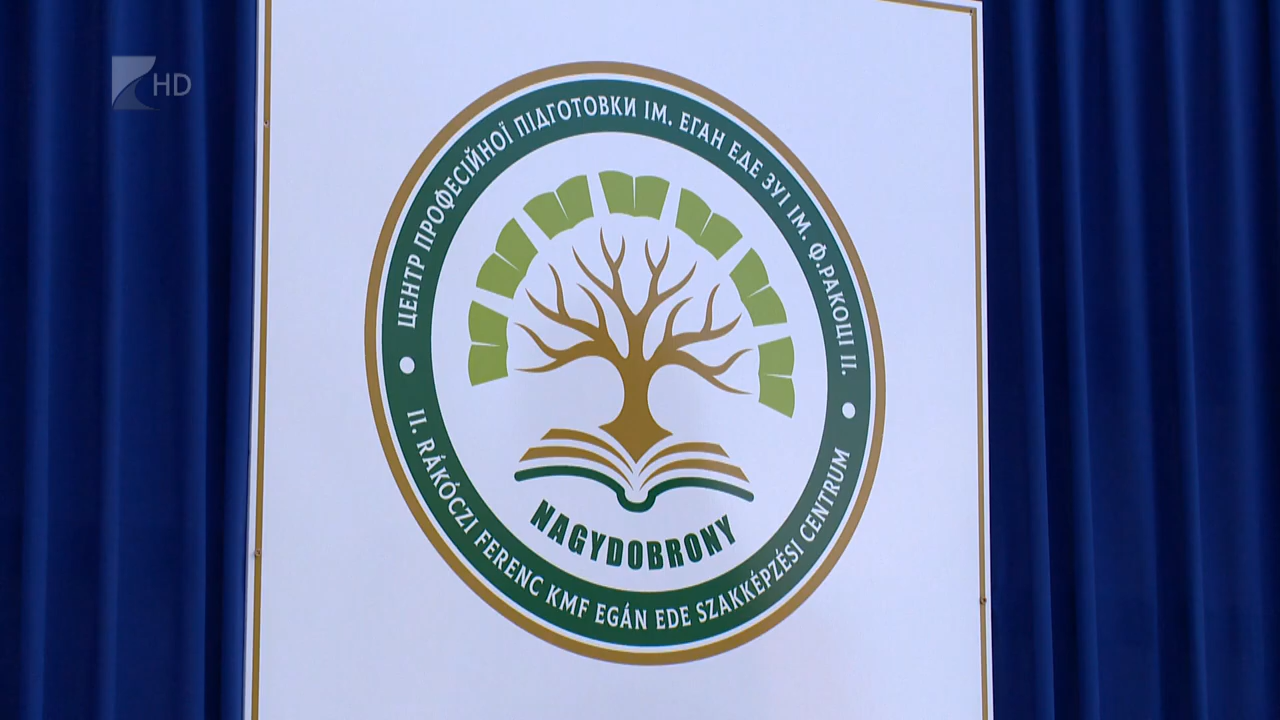 HD
ЦЕНТР ПРОФЕСІЙНОЇ ПІДГОТОВКИ ІМ. ЕГАН ЕДЕ ЗУІ ІМ. Ф.РАКОЦІ ІІ.
II. RÁKÓCZI FERENC KMF EGÁN EDE SZAKKÉPZÉSI CENTRUM
NAGYDOBRONY